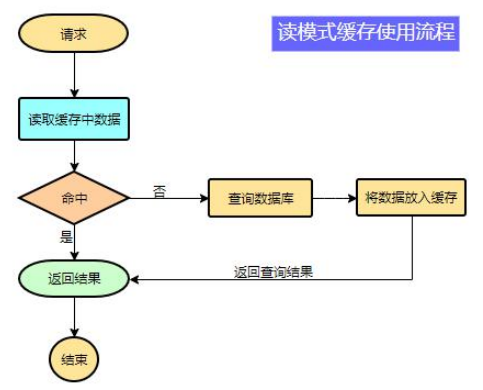 请求
读模式缓存使用流程
读取缓存中数据
命中
否
查询数据库
将数据放入缓存
是
返回结果
返回查询结果
结束